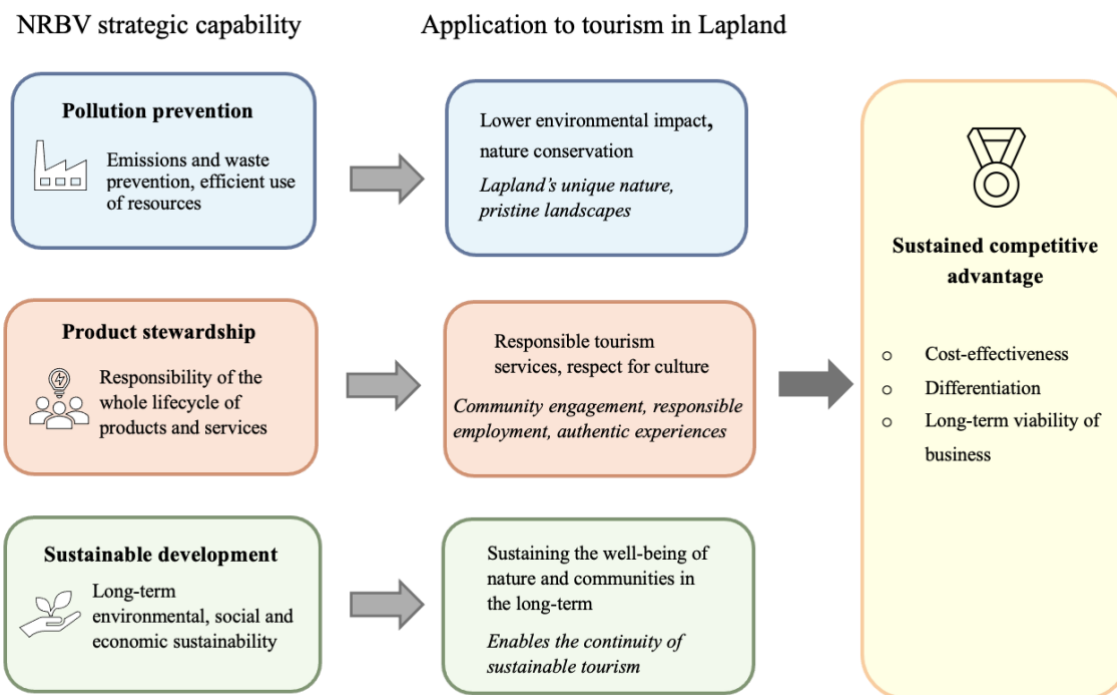 NRBV strategic capability
Application to tourism in Lapland
Pollution prevention
Emissions and waste
prevention, efficient use
of resources
Lower environmental impact,
nature conservation
Lapland’s unique nature,
pristine landscapes
Product stewardship
Responsibility of the
whole lifecycle of
products and services
Responsible tourism
services, respect for culture
Community engagement, responsible
employment, authentic experiences
Sustainable development
Long-term
environmental, social and
economic sustainability
Sustaining the well-being of
nature and communities in
the long-term
Enables the continuity of
sustainable tourism
Sustained competitive
advantage
o Cost-effectiveness
o Differentiation
o Long-term viability of
business